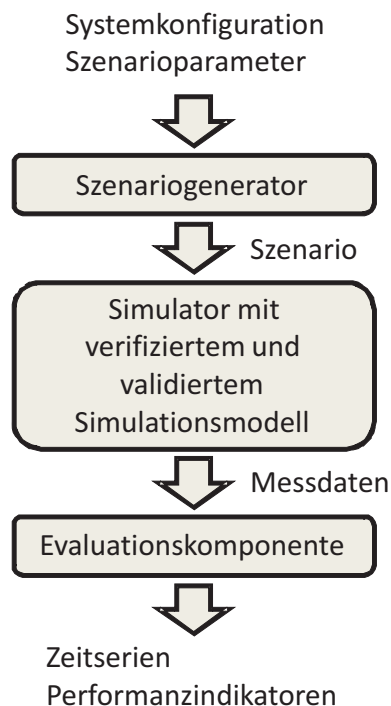 Systemkonfiguration
Szenarioparameter
Szenariogenerator
Szenario
Simulator mit
verifiziertem und
validiertem
Simulationsmodell
Messdaten
Evaluationskomponente
Zeitserien
Performanzindikatoren